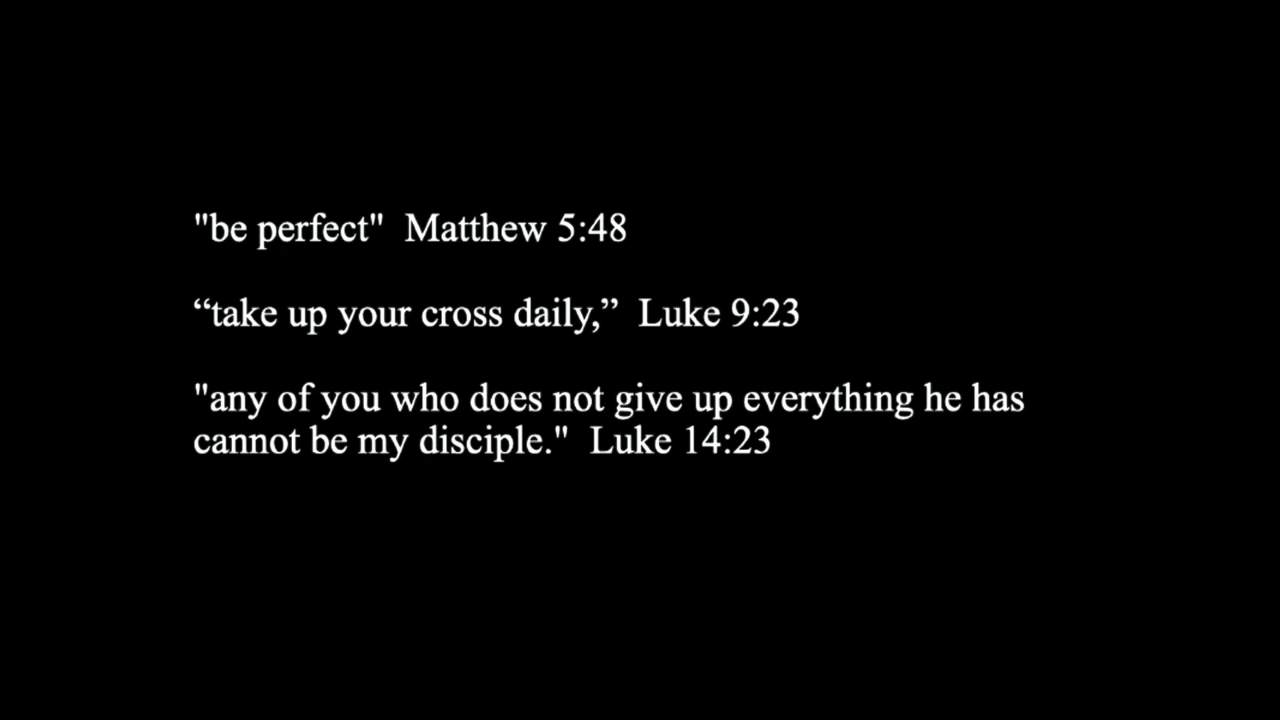 "be perfect"  Matthew 5:48
“take up your cross daily,”  Luke 9:23
"any of you who does not give up everything he has
cannot be my disciple."  Luke 14:23